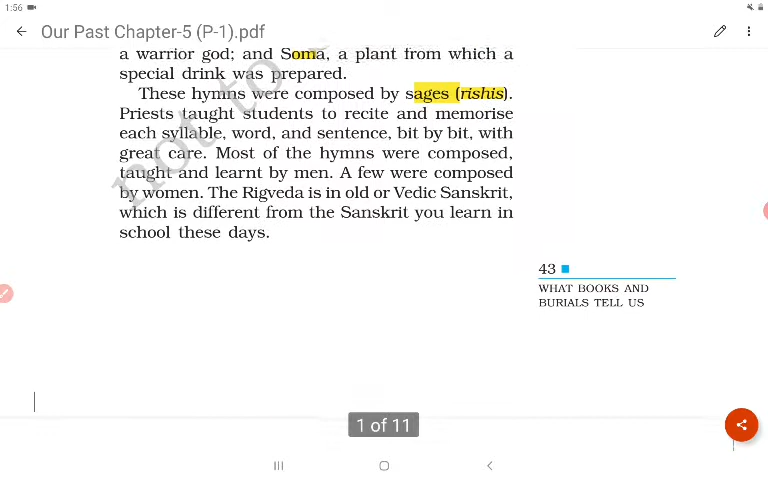 1:56
Our Past Chapter-5 (P-1).pdf
a warrior god; and Soma, a plant from which a
special drink was prepared.
These hymns were composed by sages (rishis).
Priests taught students to recite and memorise
each syllable, word, and sentence, bit by bit, with
great care. Most of the hymns were composed,
taught and learnt by men. A few were composed
by women. The Rigveda is in old or Vedic Sanskrit,
which is different from the Sanskrit you learn in
school these days.
not to
43
WHAT BOOKS AND
BURIALS TELL US
1 of 11